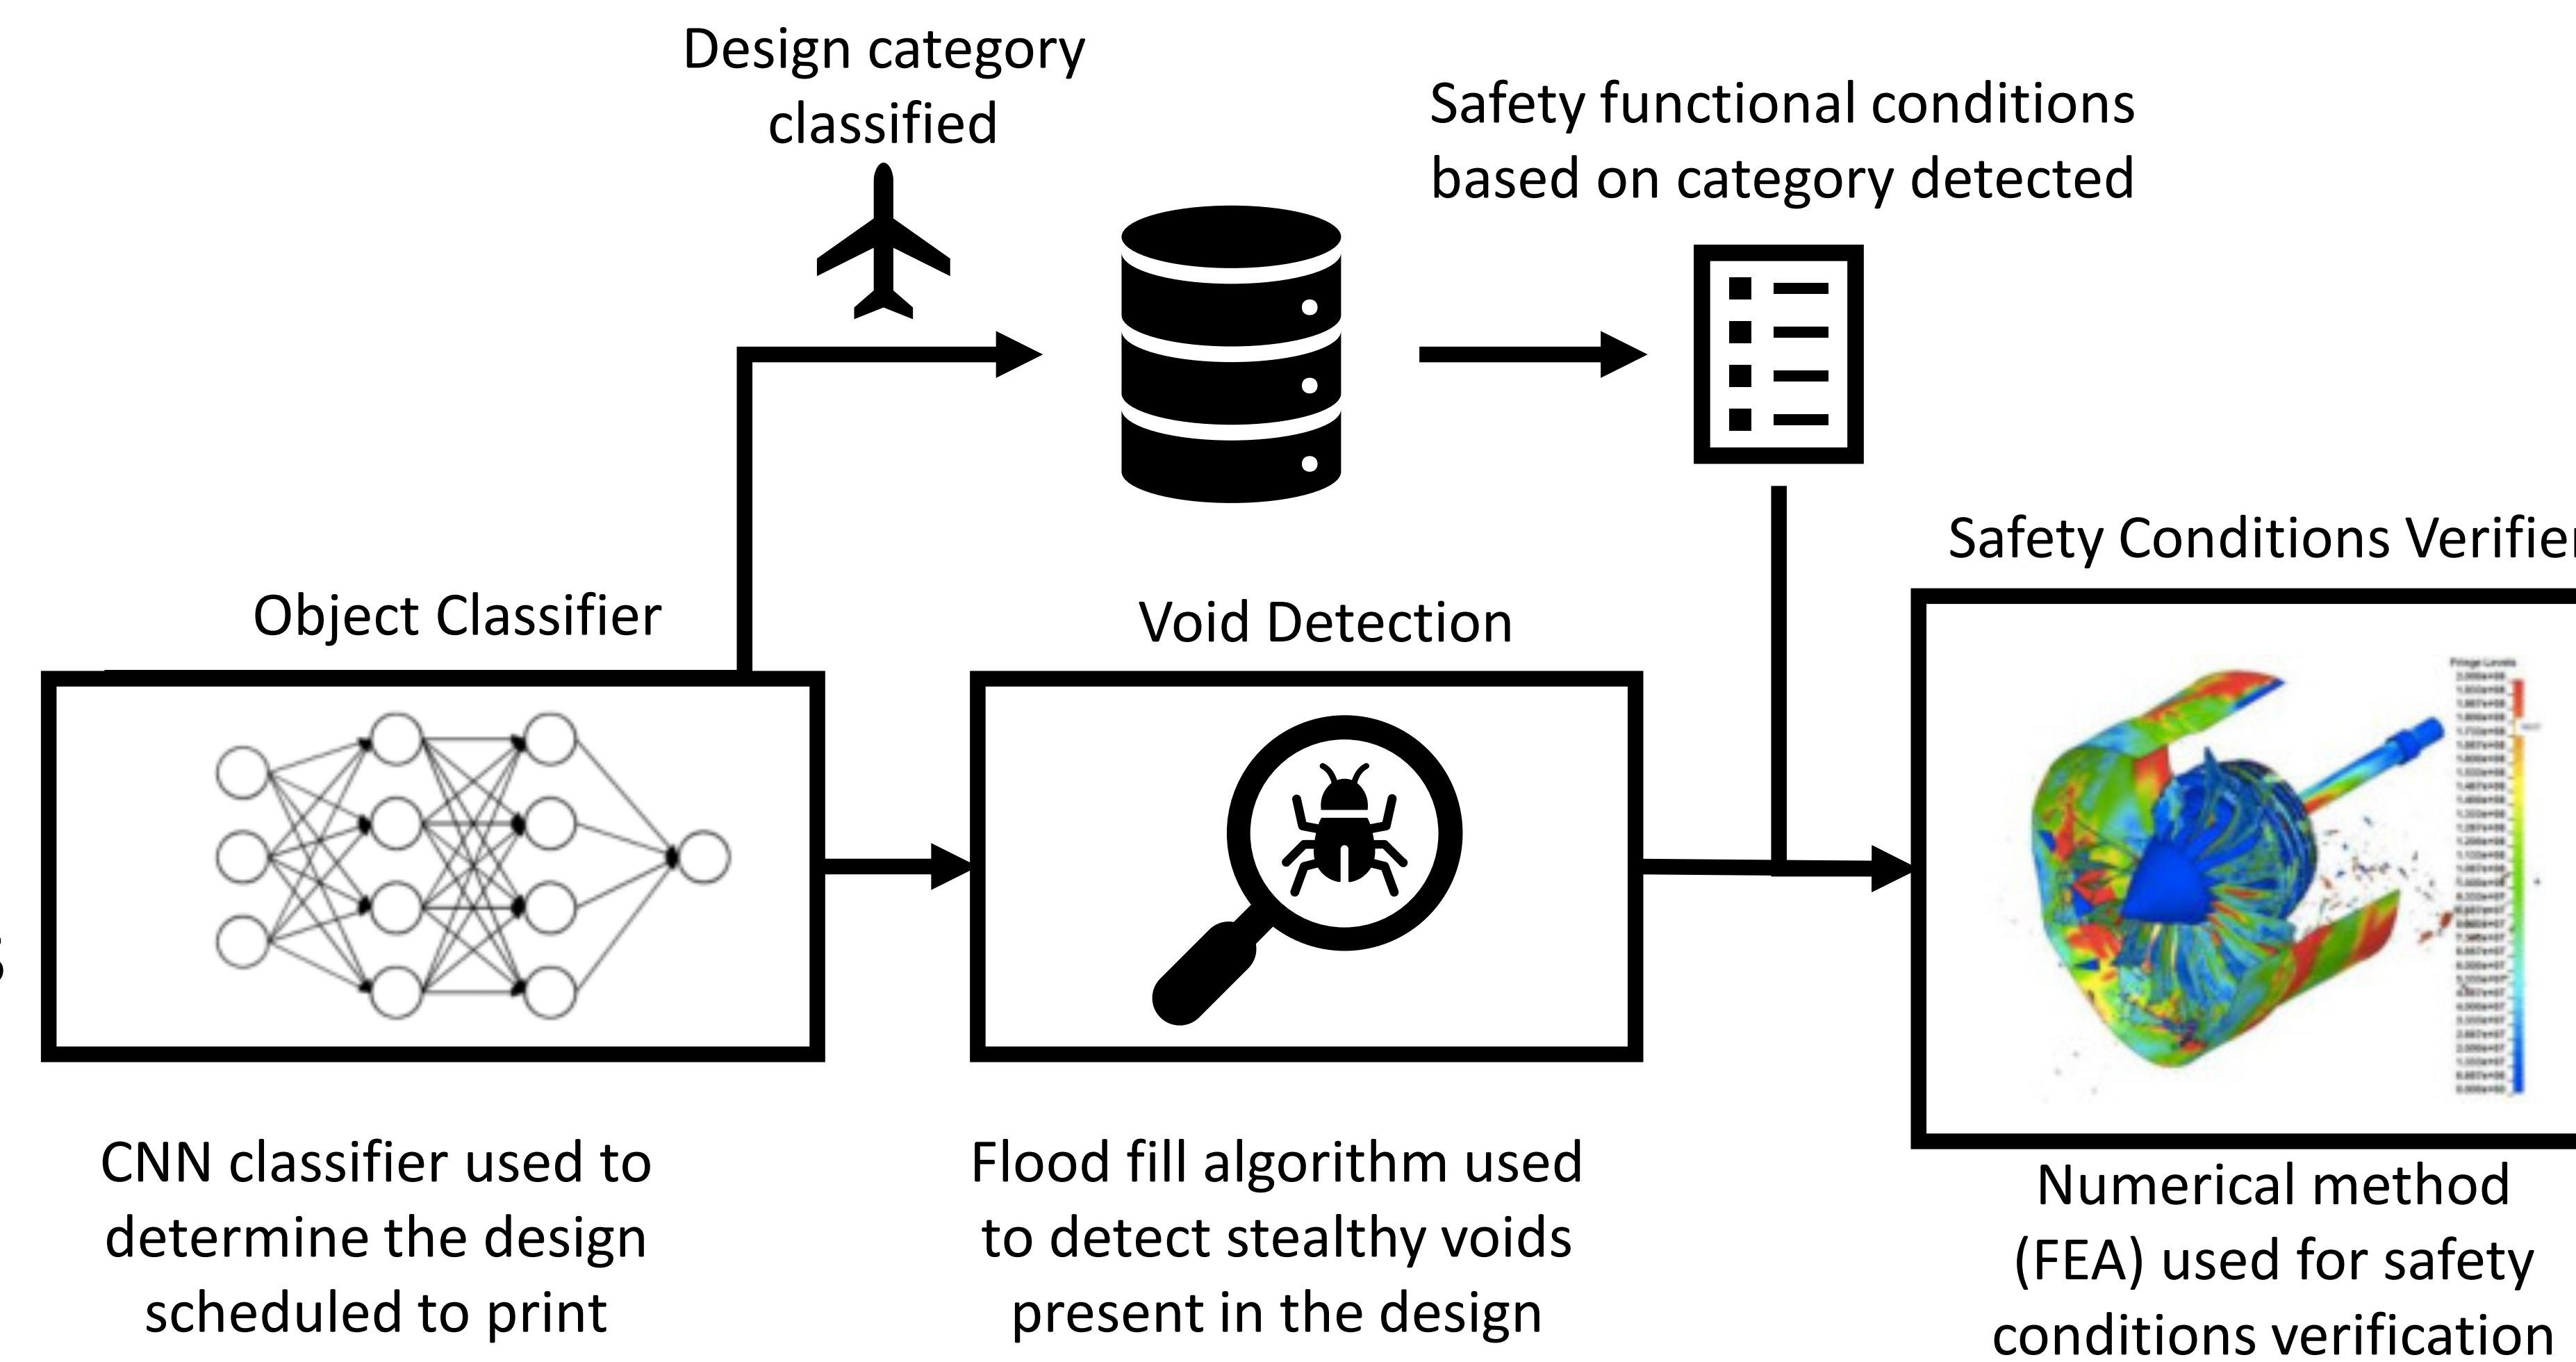 Design category
classified
Safety functional conditions
based on category detected
Safety Conditions Verifier
Object Classifier
Void Detection
Fringe Levels
CNN classifier used to
determine the design
scheduled to print
Flood fill algorithm used
to detect stealthy voids
present in the design
Numerical method
(FEA) used for safety
conditions verification